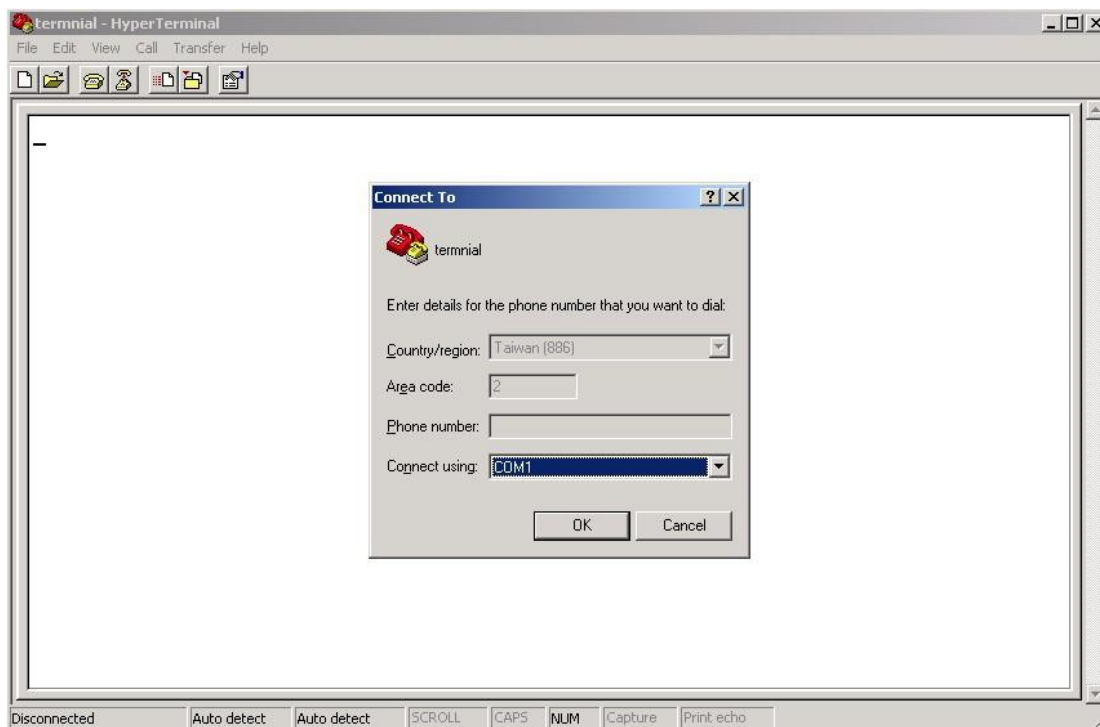 termnial - HyperTerminal
File Edit View Call Transfer Help
Connect To
termnial
Enter details for the phone number that you want to dial:
Country/region: Taiwan (886)
Area code: 2
Phone number:
Connect using: COM1
OK Cancel
Disconnected Auto detect Auto detect SCROLL CAPS NUM Capture Print echo